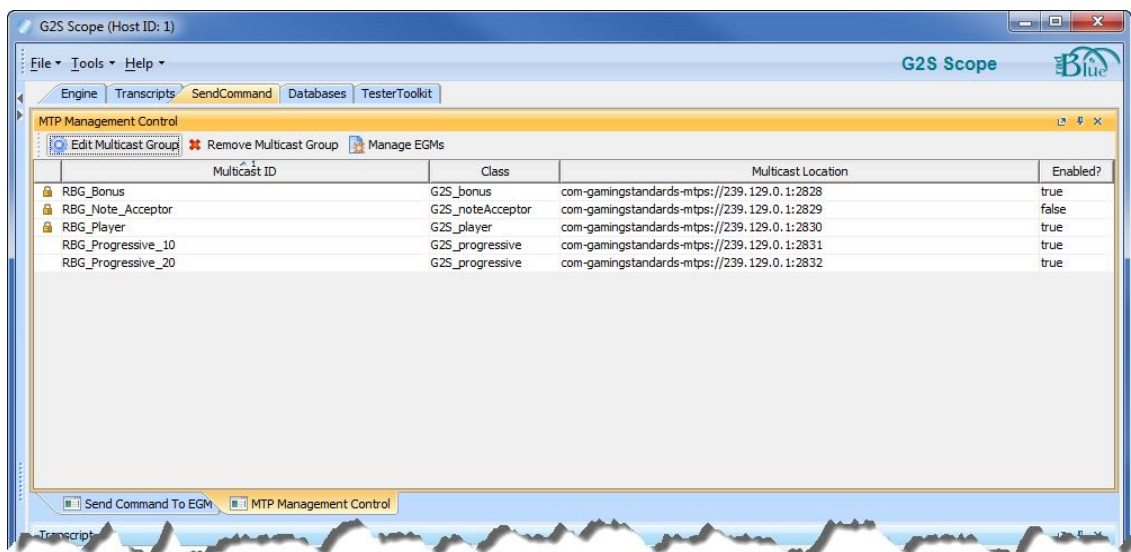 G2S Scope (Host ID: 1)
File Tools Help G2S Scope rad Blue
Engine Transcripts SendCommand Databases TesterToolkit
MTP Management Control
Edit Multicast Group Remove Multicast Group Manage EGMs
Multicast ID 1 Class Multicast Location Enabled?
RBG_Bonus G2S_bonus com-gamingstandards-mtps://239.129.0.1:2828 true
RBG_Note_Acceptor G2S_noteAcceptor com-gamingstandards-mtps://239.129.0.1:2829 false
RBG_Player G2S_player com-gamingstandards-mtps://239.129.0.1:2830 true
RBG_Progressive_10 G2S_progressive com-gamingstandards-mtps://239.129.0.1:2831 true
RBG_Progressive_20 G2S_progressive com-gamingstandards-mtps://239.129.0.1:2832 true
Send Command To EGM MTP Management Control
Transcript